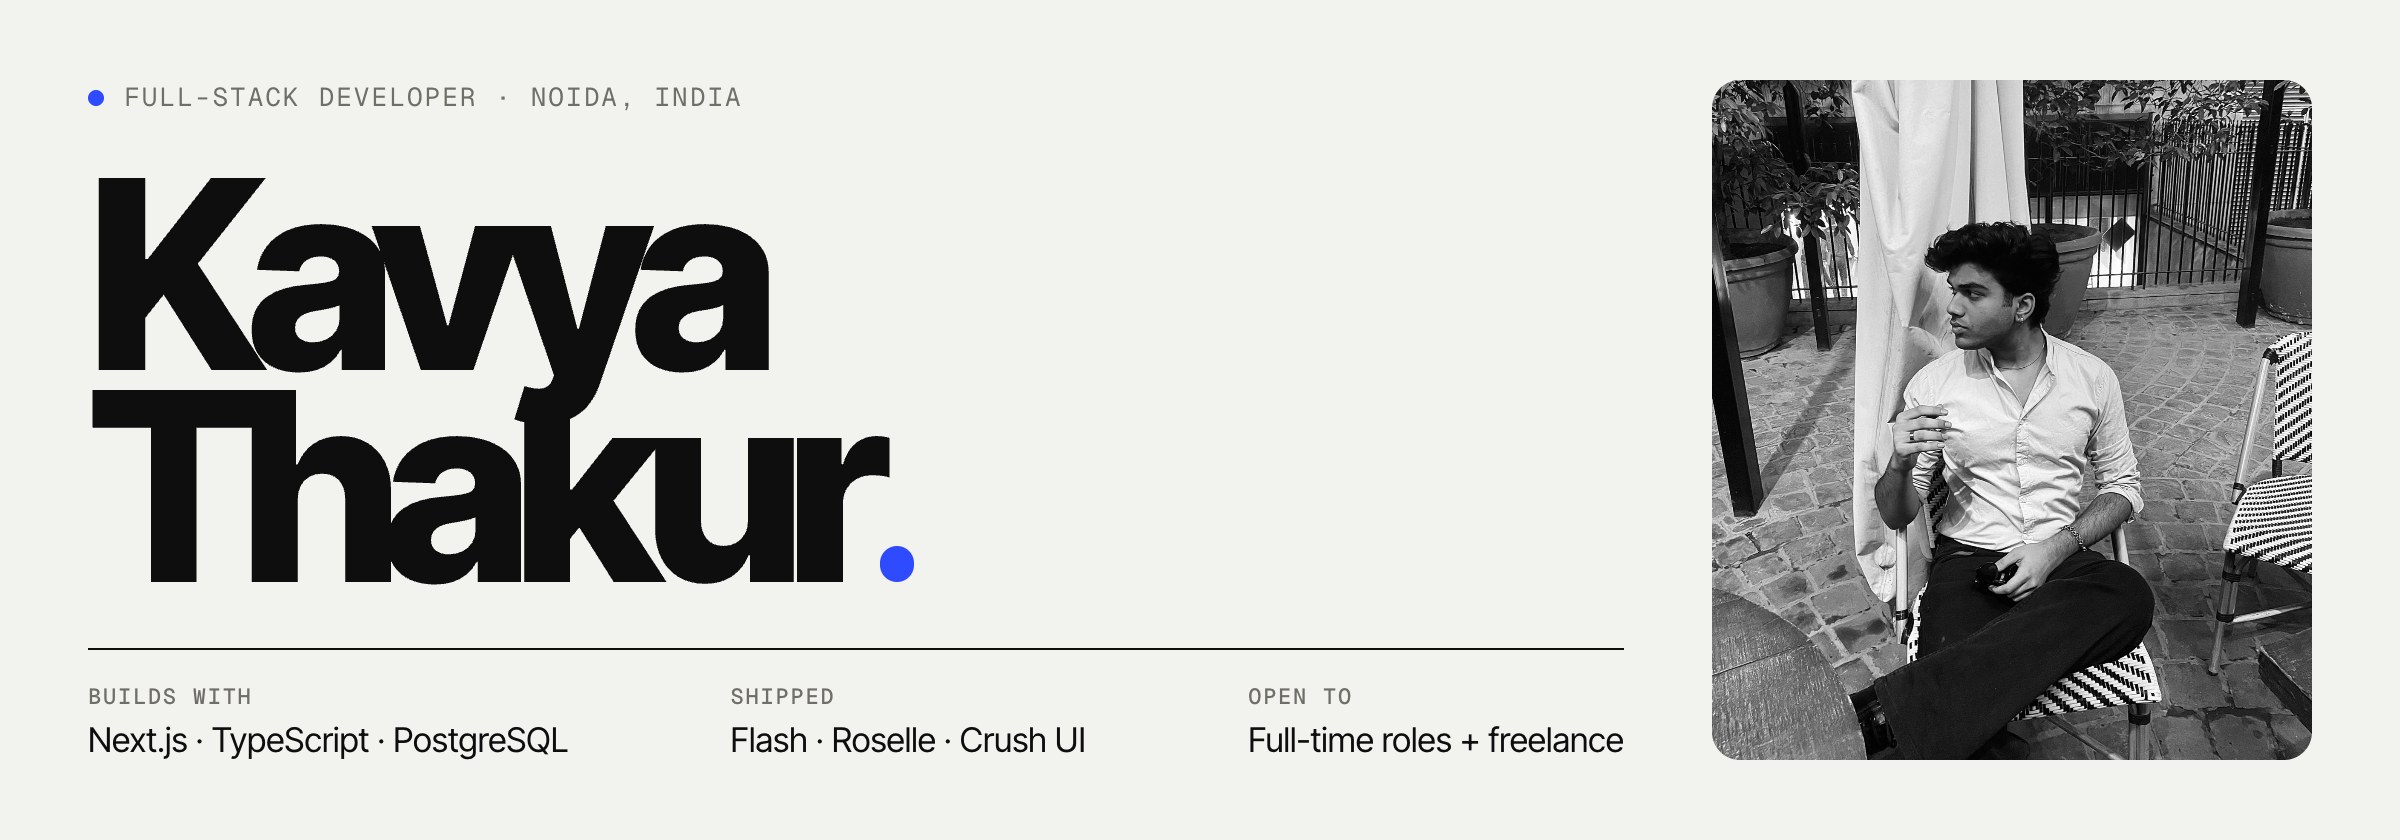 FULL-STACK DEVELOPER · NOIDA, INDIA
Kavya
Thakur.
BUILDS WITH
Next.js · TypeScript · PostgreSQL
SHIPPED
Flash · Roselle · Crush UI
OPEN TO
Full-time roles + freelance